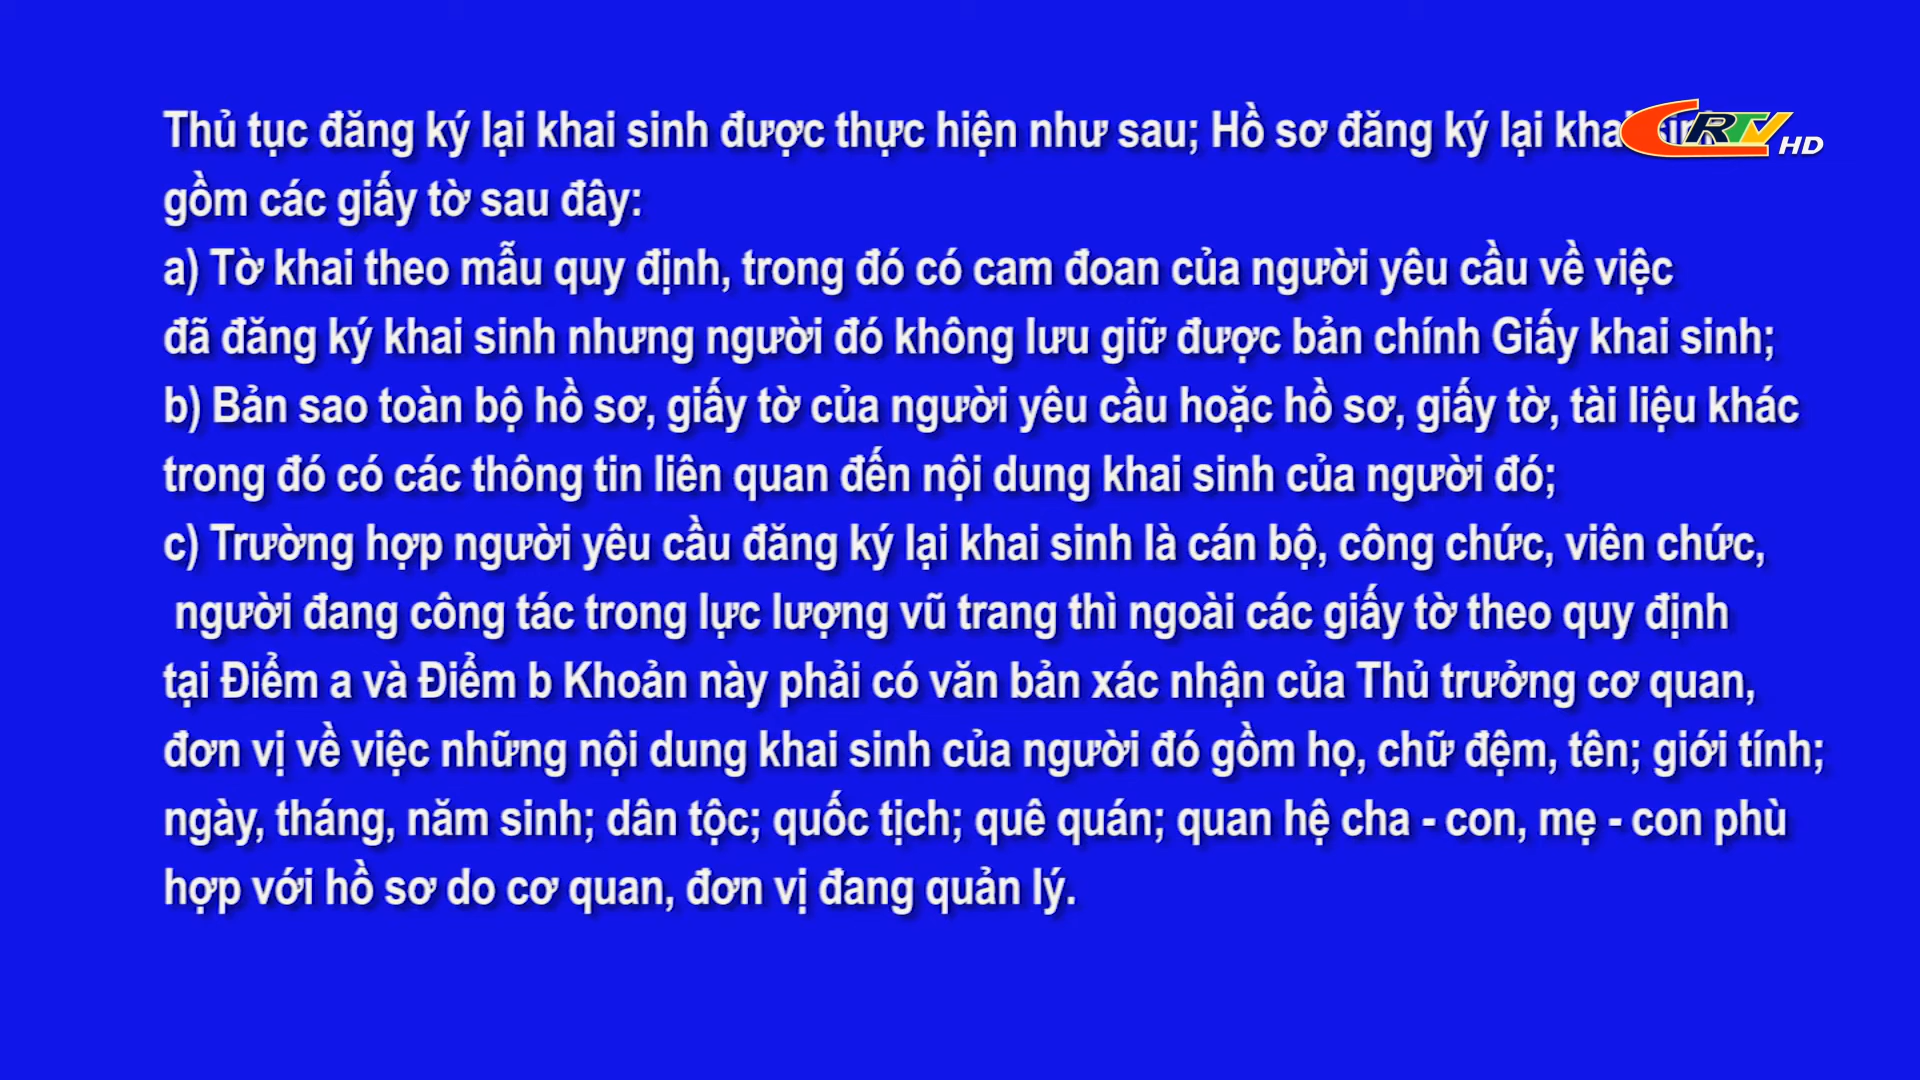 Thủ tục đăng ký lại khai sinh được thực hiện như sau; Hồ sơ đăng ký lại khai sinh
CRTV HD
gồm các giấy tờ sau đây:
a) Tờ khai theo mẫu quy định, trong đó có cam đoan của người yêu cầu về việc
đã đăng ký khai sinh nhưng người đó không lưu giữ được bản chính Giấy khai sinh;
b) Bản sao toàn bộ hồ sơ, giấy tờ của người yêu cầu hoặc hồ sơ, giấy tờ, tài liệu khác
trong đó có các thông tin liên quan đến nội dung khai sinh của người đó;
c) Trường hợp người yêu cầu đăng ký lại khai sinh là cán bộ, công chức, viên chức,
người đang công tác trong lực lượng vũ trang thì ngoài các giấy tờ theo quy định
tại Điểm a và Điểm b Khoản này phải có văn bản xác nhận của Thủ trưởng cơ quan,
đơn vị về việc những nội dung khai sinh của người đó gồm họ, chữ đệm, tên; giới tính;
ngày, tháng, năm sinh; dân tộc; quốc tịch; quê quán; quan hệ cha - con, mẹ - con phù
hợp với hồ sơ do cơ quan, đơn vị đang quản lý.